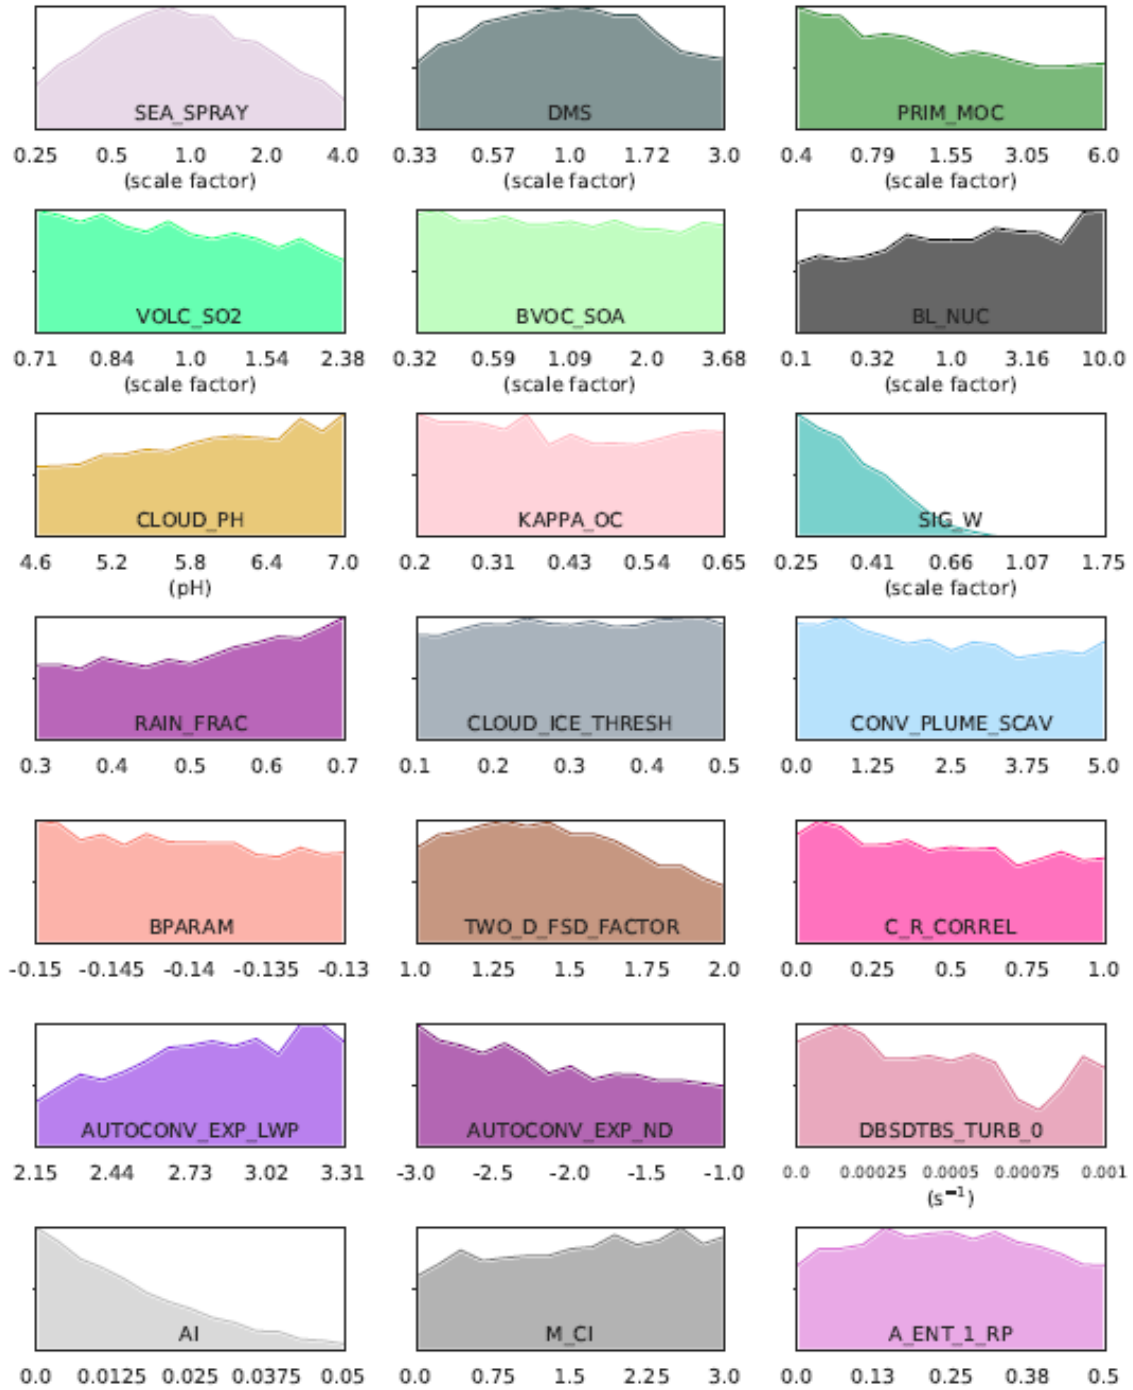 SEA_SPRAY DMS PRIM_MOC
0.25 0.5 1.0 2.0 4.0 0.33 0.57 1.0 1.72 3.0 0.4 0.79 1.55 3.05 6.0
(scale factor) (scale factor) (scale factor)
VOLC_SO2 BVOC_SOA BL_NUC
0.71 0.84 1.0 1.54 2.38 0.32 0.59 1.09 2.0 3.68 0.1 0.32 1.0 3.16 10.0
(scale factor) (scale factor) (scale factor)
CLOUD_PH KAPPA_OC SIG_W
4.6 5.2 5.8 6.4 7.0 0.2 0.31 0.43 0.54 0.65 0.25 0.41 0.66 1.07 1.75
(pH) (scale factor)
RAIN_FRAC CLOUD_ICE_THRESH CONV_PLUME_SCAV
0.3 0.4 0.5 0.6 0.7 0.1 0.2 0.3 0.4 0.5 0.0 1.25 2.5 3.75 5.0
BPARAM TWO_D_FSD_FACTOR C_R_CORREL
-0.15 -0.145 -0.14 -0.135 -0.13 1.0 1.25 1.5 1.75 2.0 0.0 0.25 0.5 0.75 1.0
AUTOCONV_EXP_LWP AUTOCONV_EXP_ND DBSDTBS_TURB_0
2.15 2.44 2.73 3.02 3.31 -3.0 -2.5 -2.0 -1.5 -1.0 0.0 0.00025 0.0005 0.00075 0.001
(s⁻¹)
AI M_CI A_ENT_1_RP
0.0 0.0125 0.025 0.0375 0.05 0.0 0.75 1.5 2.25 3.0 0.0 0.13 0.25 0.38 0.5